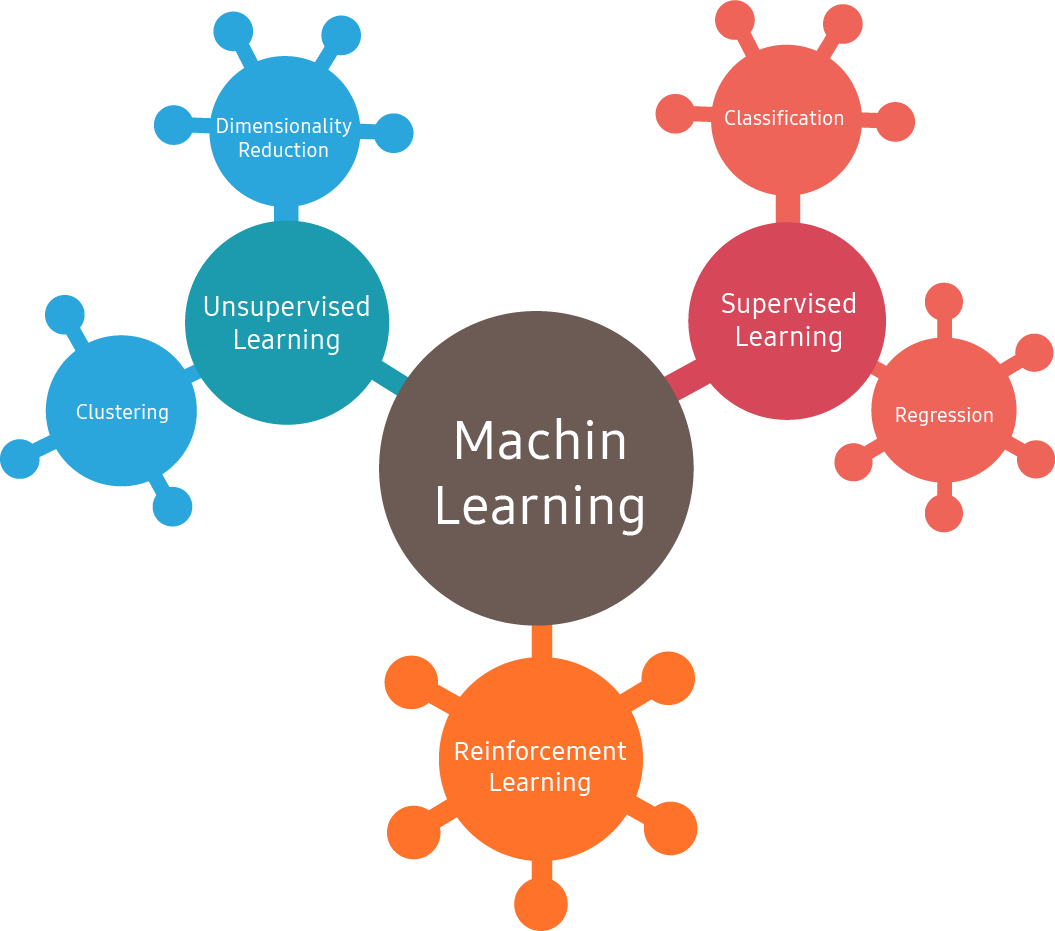 Dimensionality
Reduction
Classification
Unsupervised
Learning
Supervised
Learning
Clustering
Regression
Machin
Learning
Reinforcement
Learning